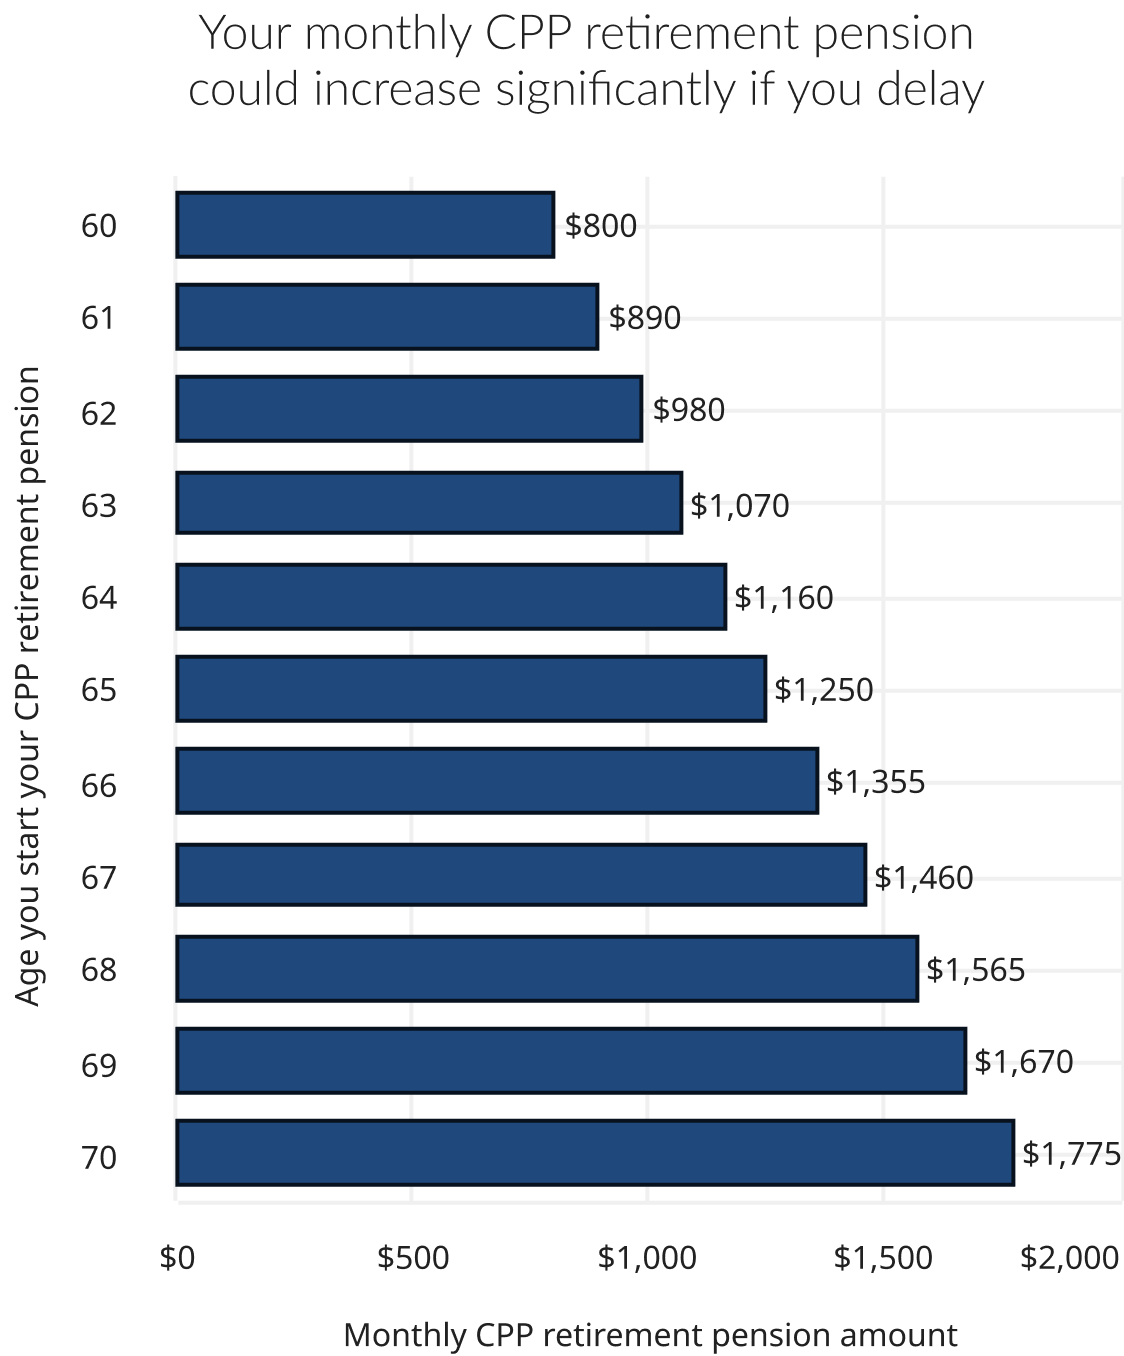 Your monthly CPP retirement pension
could increase significantly if you delay
Age you start your CPP retirement pension
60 $800
61 $890
62 $980
63 $1,070
64 $1,160
65 $1,250
66 $1,355
67 $1,460
68 $1,565
69 $1,670
70 $1,775
$0 $500 $1,000 $1,500 $2,000
Monthly CPP retirement pension amount